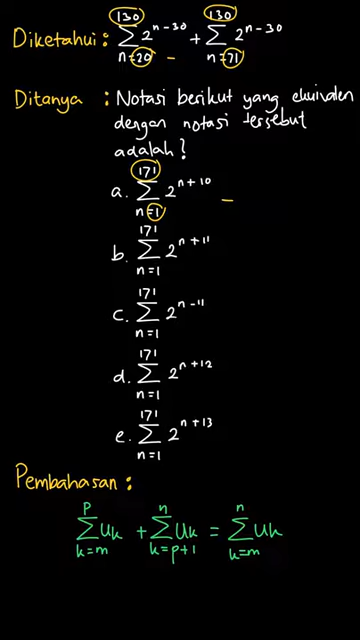 Diketahui : 130 ∑ n=20 2^{n-30} + 130 ∑ n=71 2^{n-30}
Ditanya : Notasi berikut yang ekuivalen
dengan notasi tersebut
adalah?
a. 171 ∑ n=1 2^{n+10}
b. 171 ∑ n=1 2^{n+11}
c. 171 ∑ n=1 2^{n-11}
d. 171 ∑ n=1 2^{n+12}
e. 171 ∑ n=1 2^{n+13}
Pembahasan :
p ∑ k=m Uk + n ∑ k=p+1 Uk = n ∑ k=m Uk